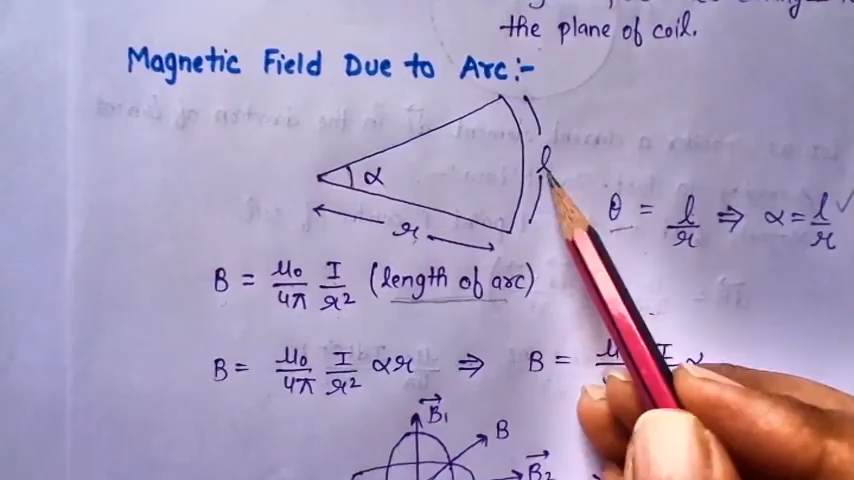 the plane of coil.
Magnetic Field Due to Arc:-
α
l
r
θ = l/r ⇒ α = l/r ✓
B = μ₀/4π I/r² (length of arc)
B = μ₀/4π I/r² αr ⇒ B =
B₁
B
B₂